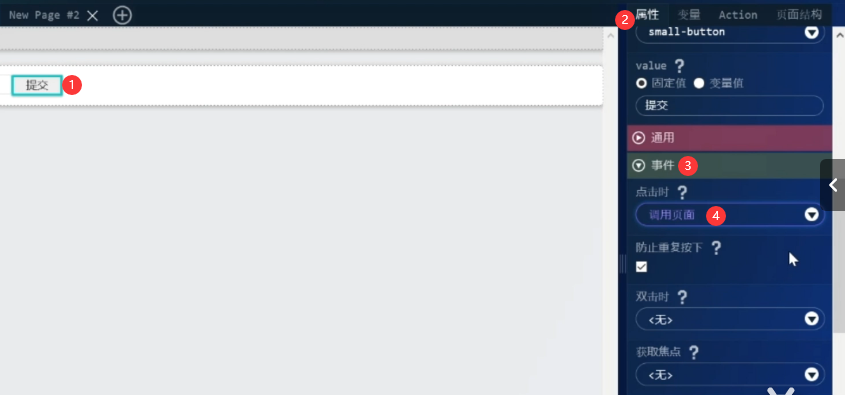 New Page #2
属性 变量 Action 页面结构
2
small-button
提交
1
value ?
固定值 变量值
提交
通用
事件
3
点击时 ?
调用页面
4
防止重复按下 ?
双击时 ?
<无>
获取焦点 ?
<无>